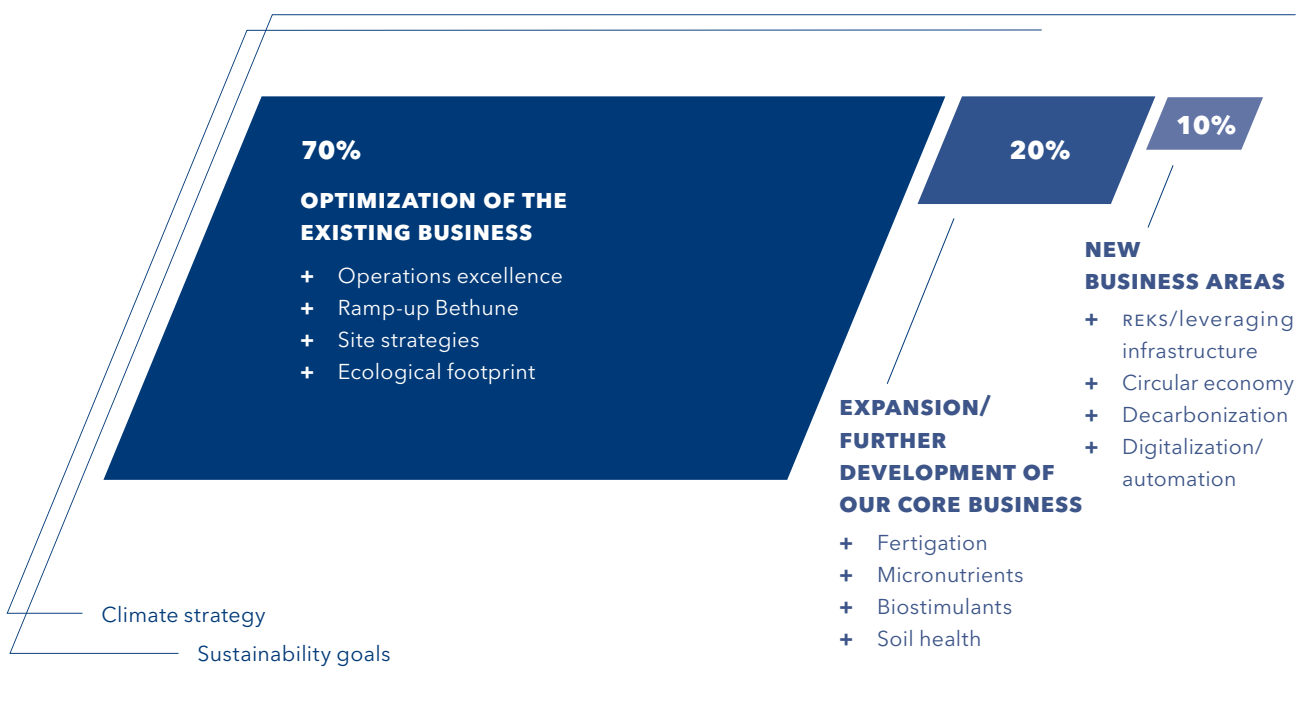 70%
OPTIMIZATION OF THE
EXISTING BUSINESS
+ Operations excellence
+ Ramp-up Bethune
+ Site strategies
+ Ecological footprint
20%
EXPANSION/
FURTHER
DEVELOPMENT OF
OUR CORE BUSINESS
+ Fertigation
+ Micronutrients
+ Biostimulants
+ Soil health
10%
NEW
BUSINESS AREAS
+ REKS/leveraging
infrastructure
+ Circular economy
+ Decarbonization
+ Digitalization/
automation
Climate strategy
Sustainability goals